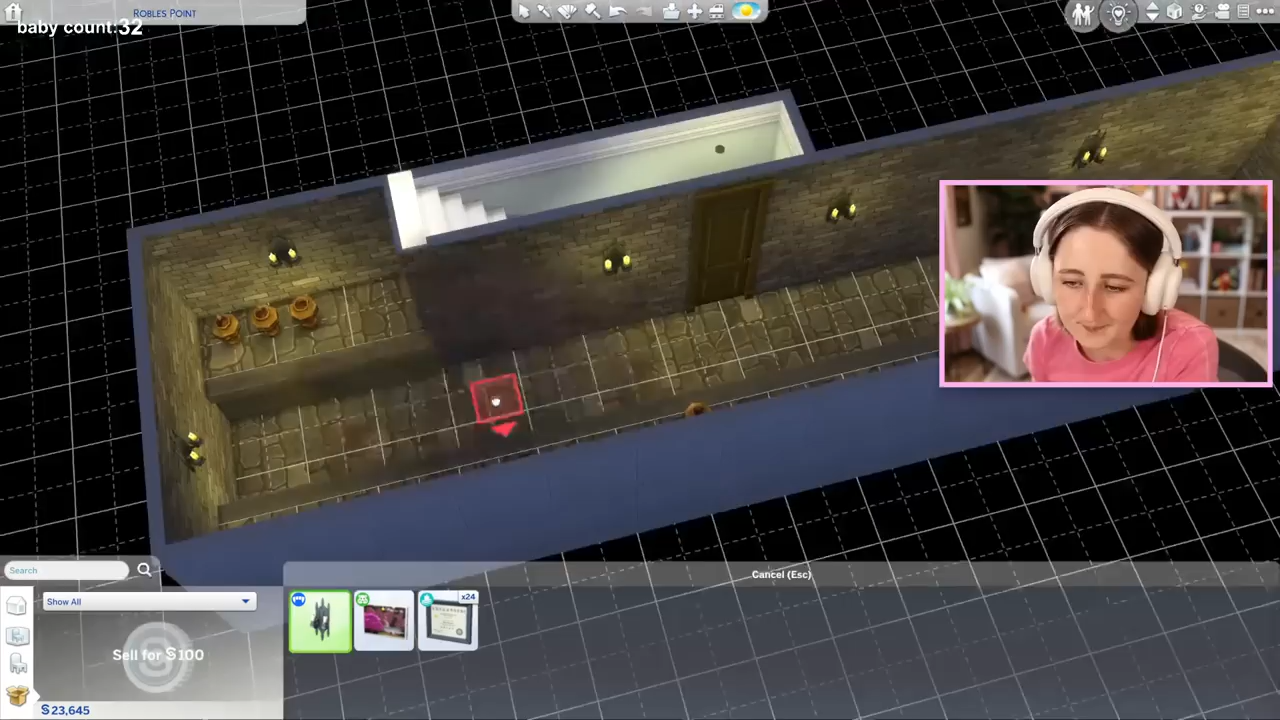 ROBLES POINT
baby count:32
Cancel (Esc)
Search
Show All
x24
Sell for §100
§23,645